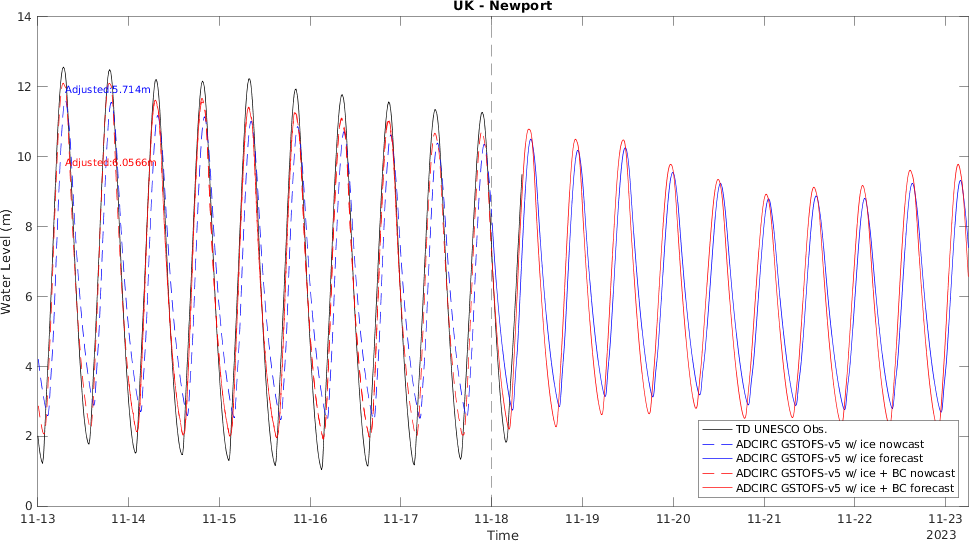 UK - Newport
14
12
10
8
6
4
2
0
Water Level (m)
Adjusted:5.714m
Adjusted:6.0566m
TD UNESCO Obs.
ADCIRC GSTOFS-v5 w/ ice nowcast
ADCIRC GSTOFS-v5 w/ ice forecast
ADCIRC GSTOFS-v5 w/ ice + BC nowcast
ADCIRC GSTOFS-v5 w/ ice + BC forecast
11-13 11-14 11-15 11-16 11-17 11-18 11-19 11-20 11-21 11-22 11-23
Time
2023